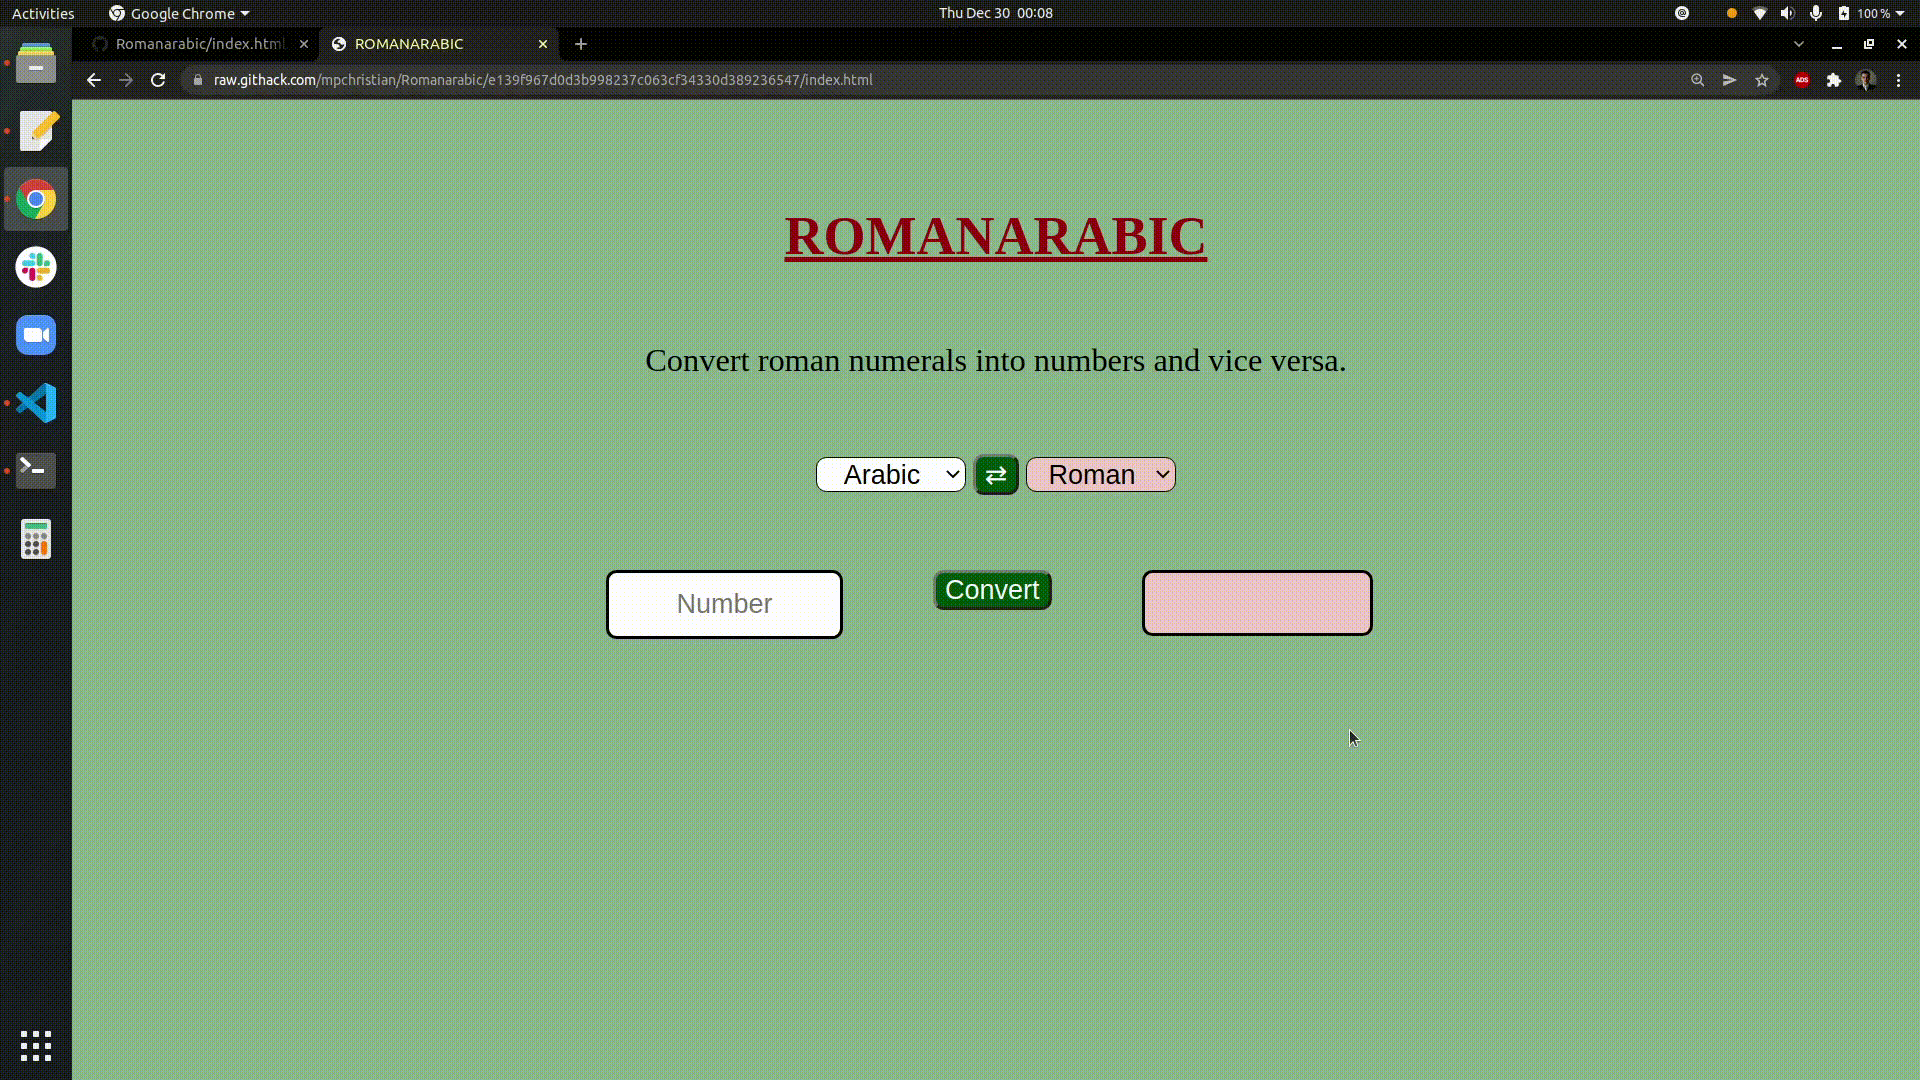 Activities
Google Chrome
Thu Dec 30 00:08
100 %
Romanarabic/index.html
ROMANARABIC
raw.githack.com/mpchristian/Romanarabic/e139f967d0d3b998237c063cf34330d389236547/index.html
ADS
ROMANARABIC
Convert roman numerals into numbers and vice versa.
Arabic ⇄ Roman
Number
Convert